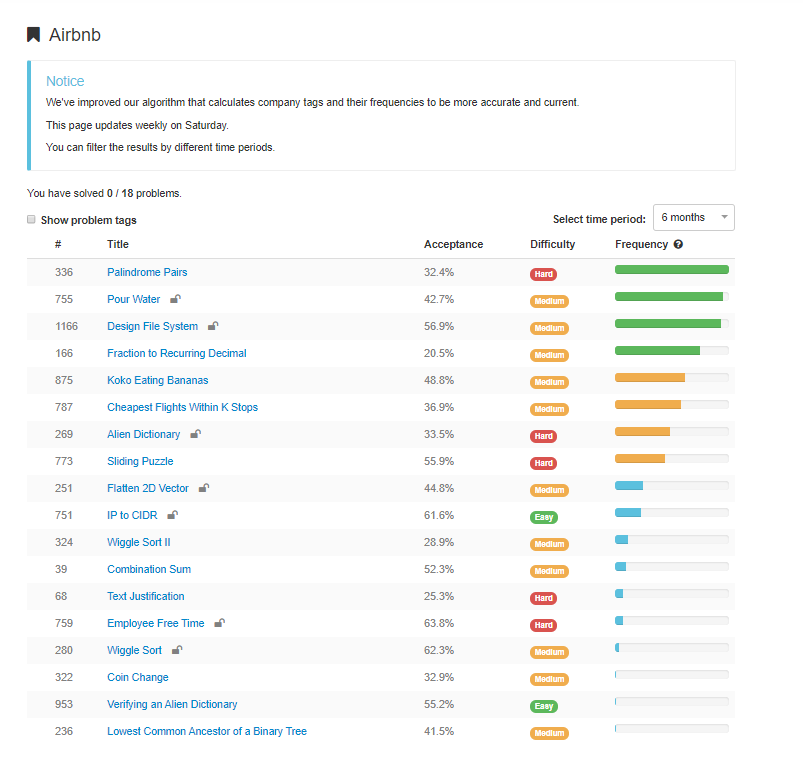 Airbnb
Notice
We've improved our algorithm that calculates company tags and their frequencies to be more accurate and current.
This page updates weekly on Saturday.
You can filter the results by different time periods.
You have solved 0 / 18 problems.
Show problem tags Select time period: 6 months
# Title Acceptance Difficulty Frequency ?
336 Palindrome Pairs 32.4% Hard
755 Pour Water 42.7% Medium
1166 Design File System 56.9% Medium
166 Fraction to Recurring Decimal 20.5% Medium
875 Koko Eating Bananas 48.8% Medium
787 Cheapest Flights Within K Stops 36.9% Medium
269 Alien Dictionary 33.5% Hard
773 Sliding Puzzle 55.9% Hard
251 Flatten 2D Vector 44.8% Medium
751 IP to CIDR 61.6% Easy
324 Wiggle Sort II 28.9% Medium
39 Combination Sum 52.3% Medium
68 Text Justification 25.3% Hard
759 Employee Free Time 63.8% Hard
280 Wiggle Sort 62.3% Medium
322 Coin Change 32.9% Medium
953 Verifying an Alien Dictionary 55.2% Easy
236 Lowest Common Ancestor of a Binary Tree 41.5% Medium